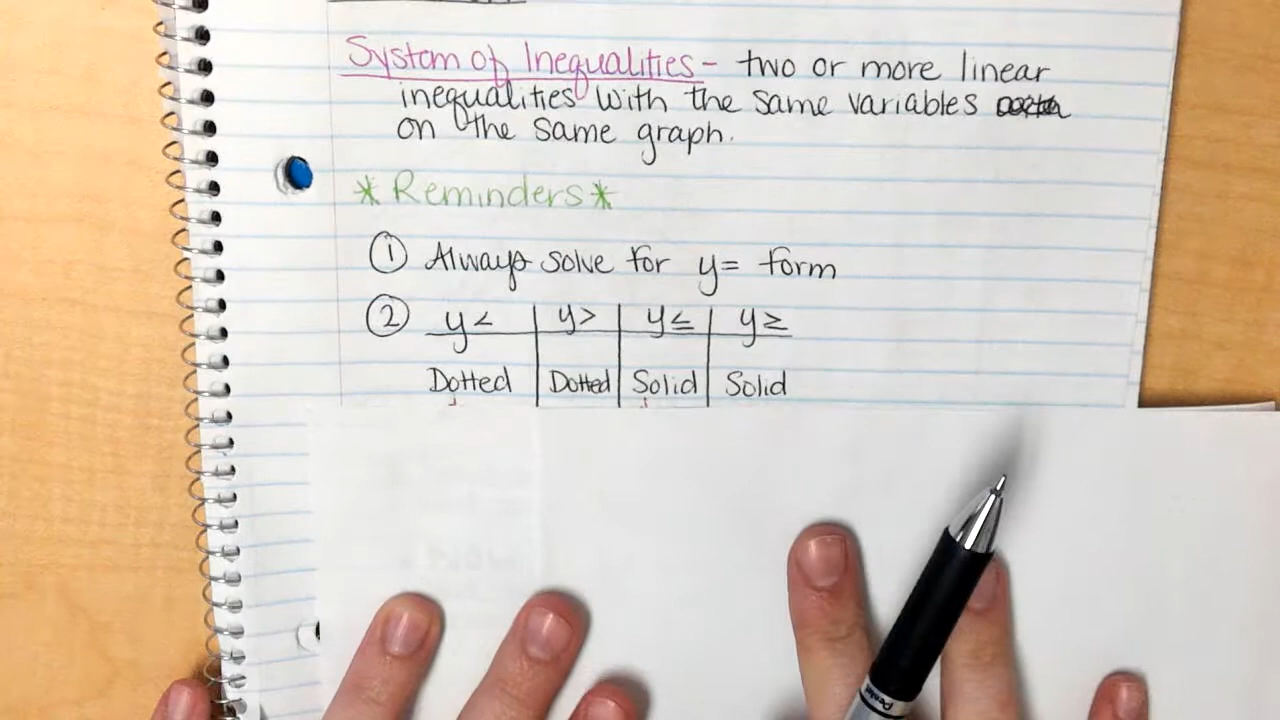 System of Inequalities - two or more linear
inequalities with the same variables
on the same graph.
*Reminders*
① Always solve for y= form
② y< | y> | y≤ | y≥
Dotted | Dotted | Solid | Solid
Pentel